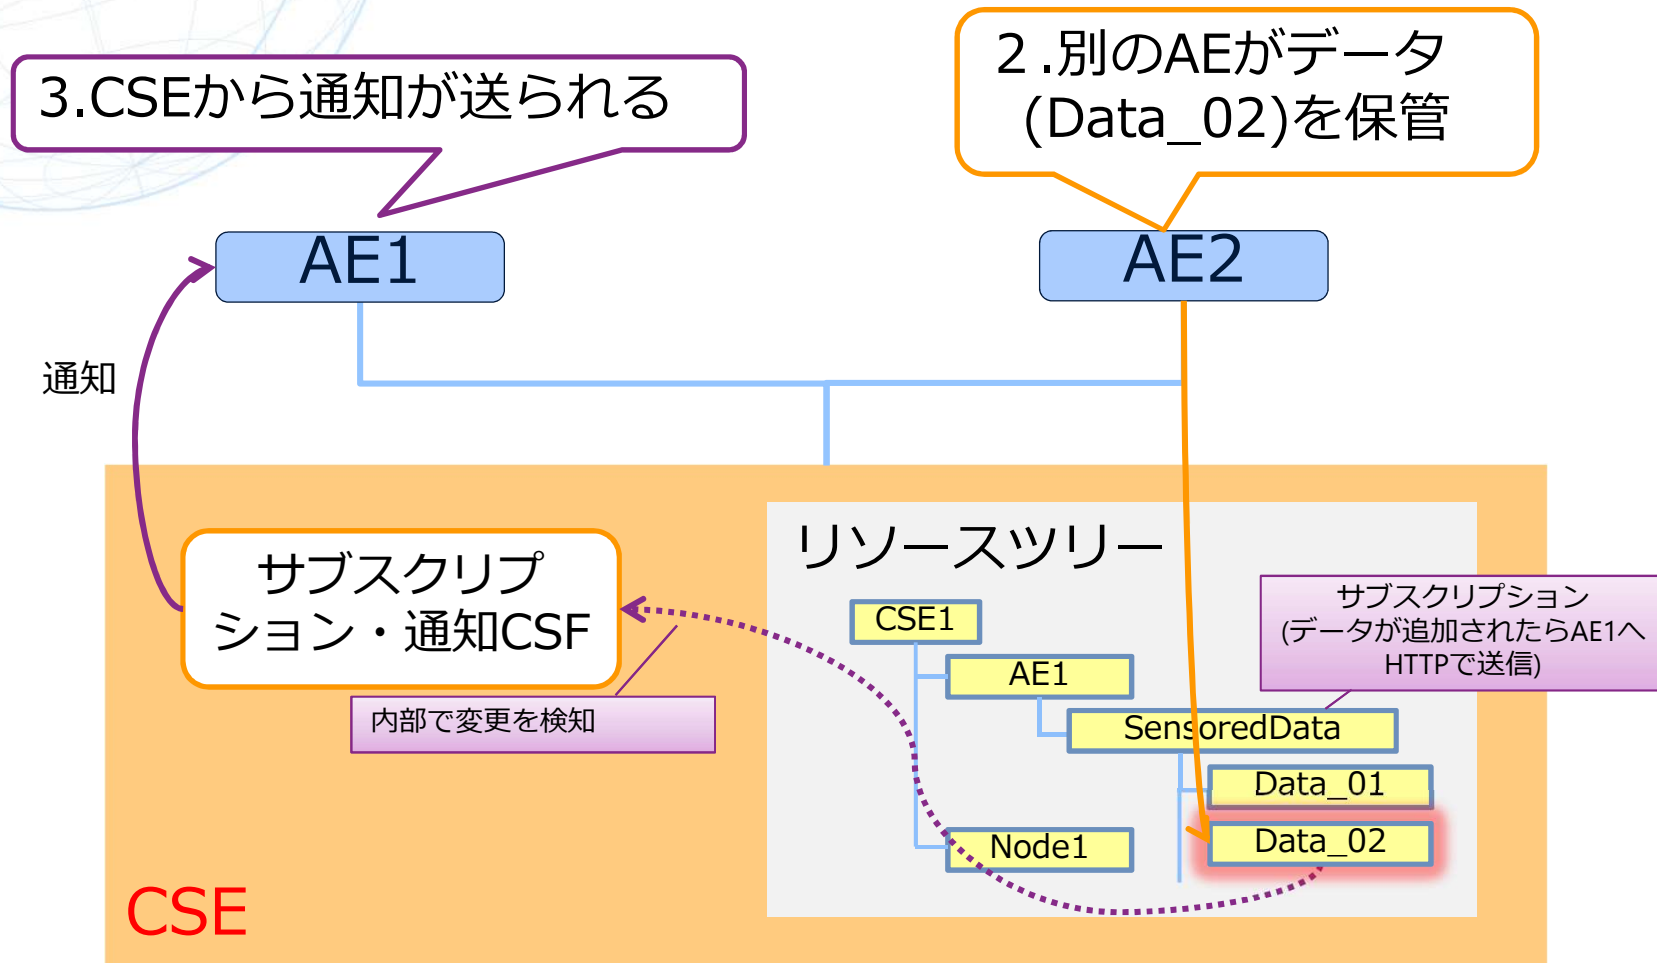 3.CSEから通知が送られる
２.別のAEがデータ
(Data_02)を保管
AE1
AE2
通知
サブスクリプ
ション・通知CSF
内部で変更を検知
リソースツリー
CSE1
AE1
SensoredData
Data_01
Data_02
Node1
サブスクリプション
(データが追加されたらAE1へ
HTTPで送信)
CSE